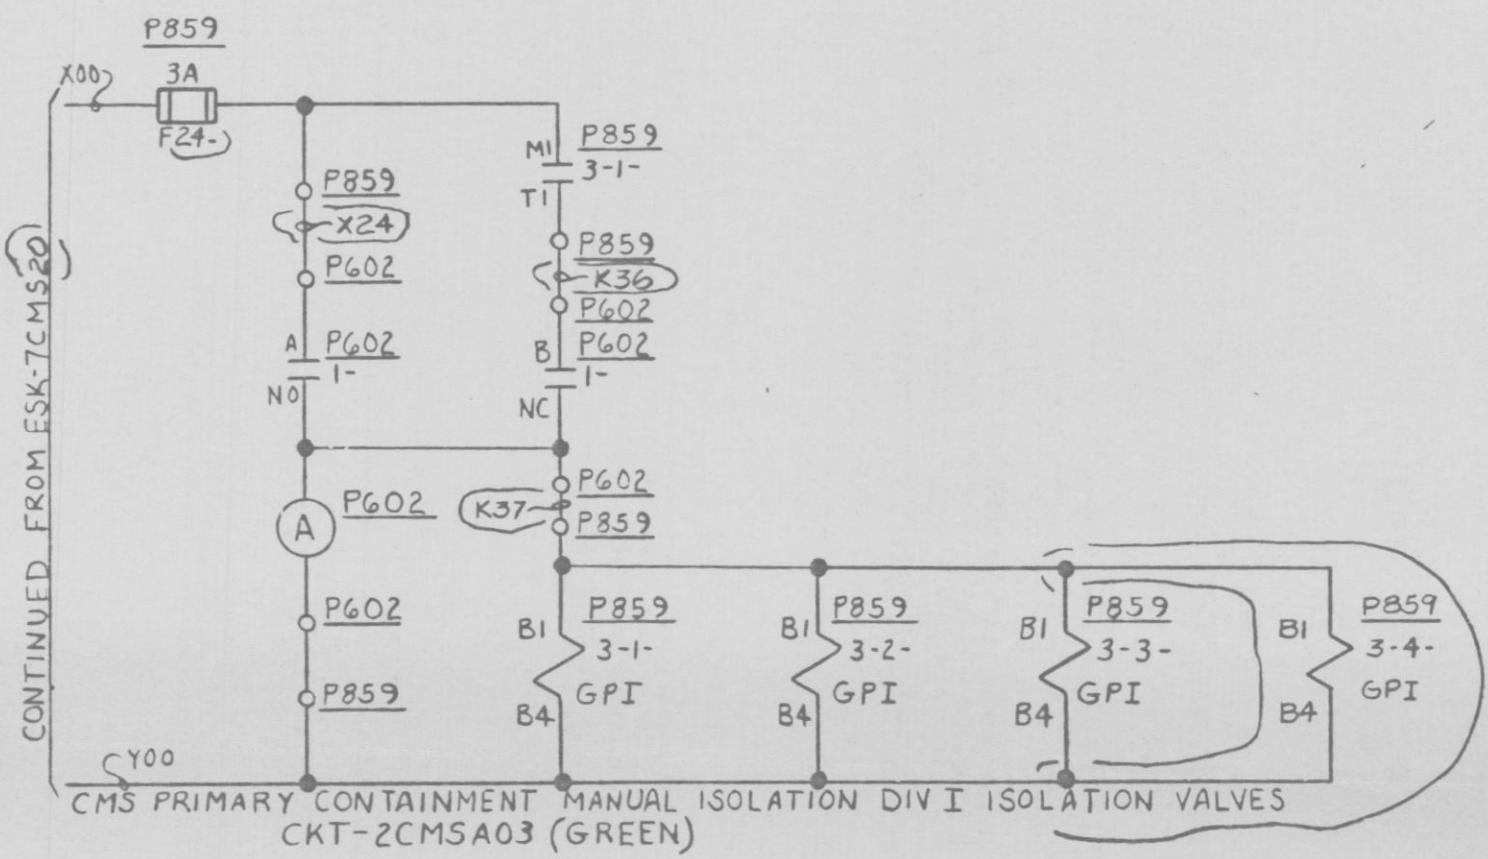 P859
X00
3A
F24-
CONTINUED FROM ESK-7CMS20
P859
X24
P602
A
P602
1-
NO
M1
P859
3-1-
T1
P859
K36
P602
B
P602
1-
NC
A
P602
P602
K37
P859
P602
P859
B1
P859
3-1-
GPI
B4
B1
P859
3-2-
GPI
B4
B1
P859
3-3-
GPI
B4
B1
P859
3-4-
GPI
B4
Y00
CMS PRIMARY CONTAINMENT MANUAL ISOLATION DIV I ISOLATION VALVES
CKT-2CMSA03 (GREEN)